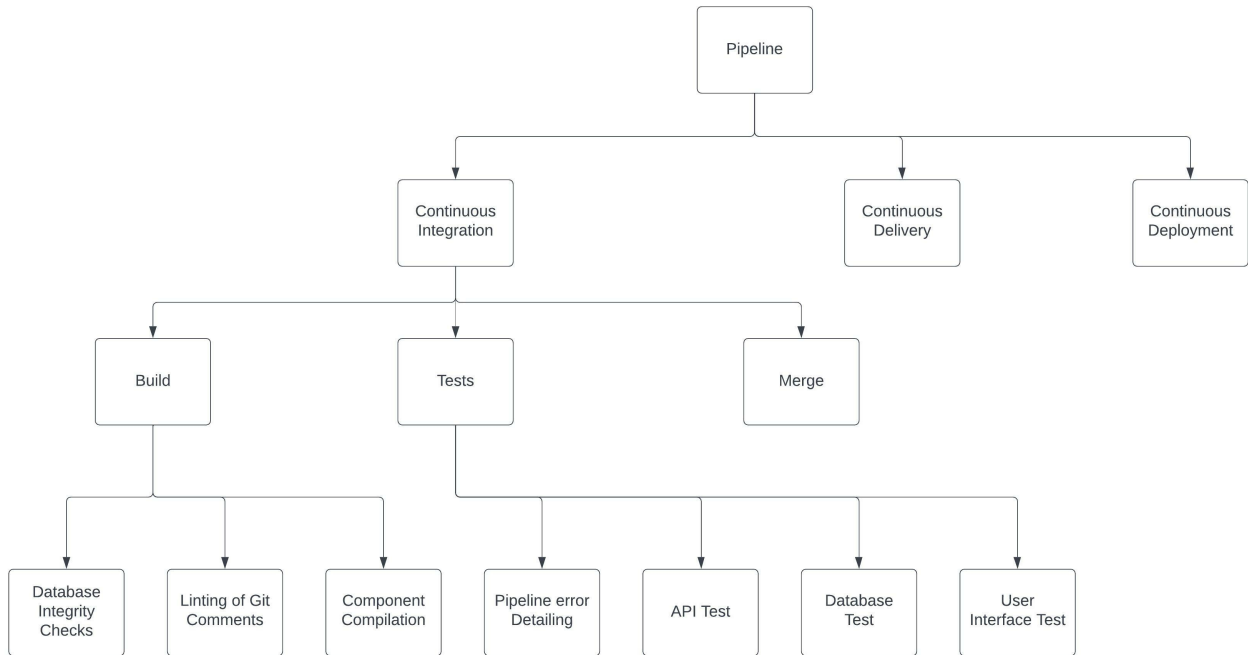 Pipeline
Continuous
Integration
Continuous
Delivery
Continuous
Deployment
Build
Tests
Merge
Database
Integrity
Checks
Linting of Git
Comments
Component
Compilation
Pipeline error
Detailing
API Test
Database
Test
User
Interface Test